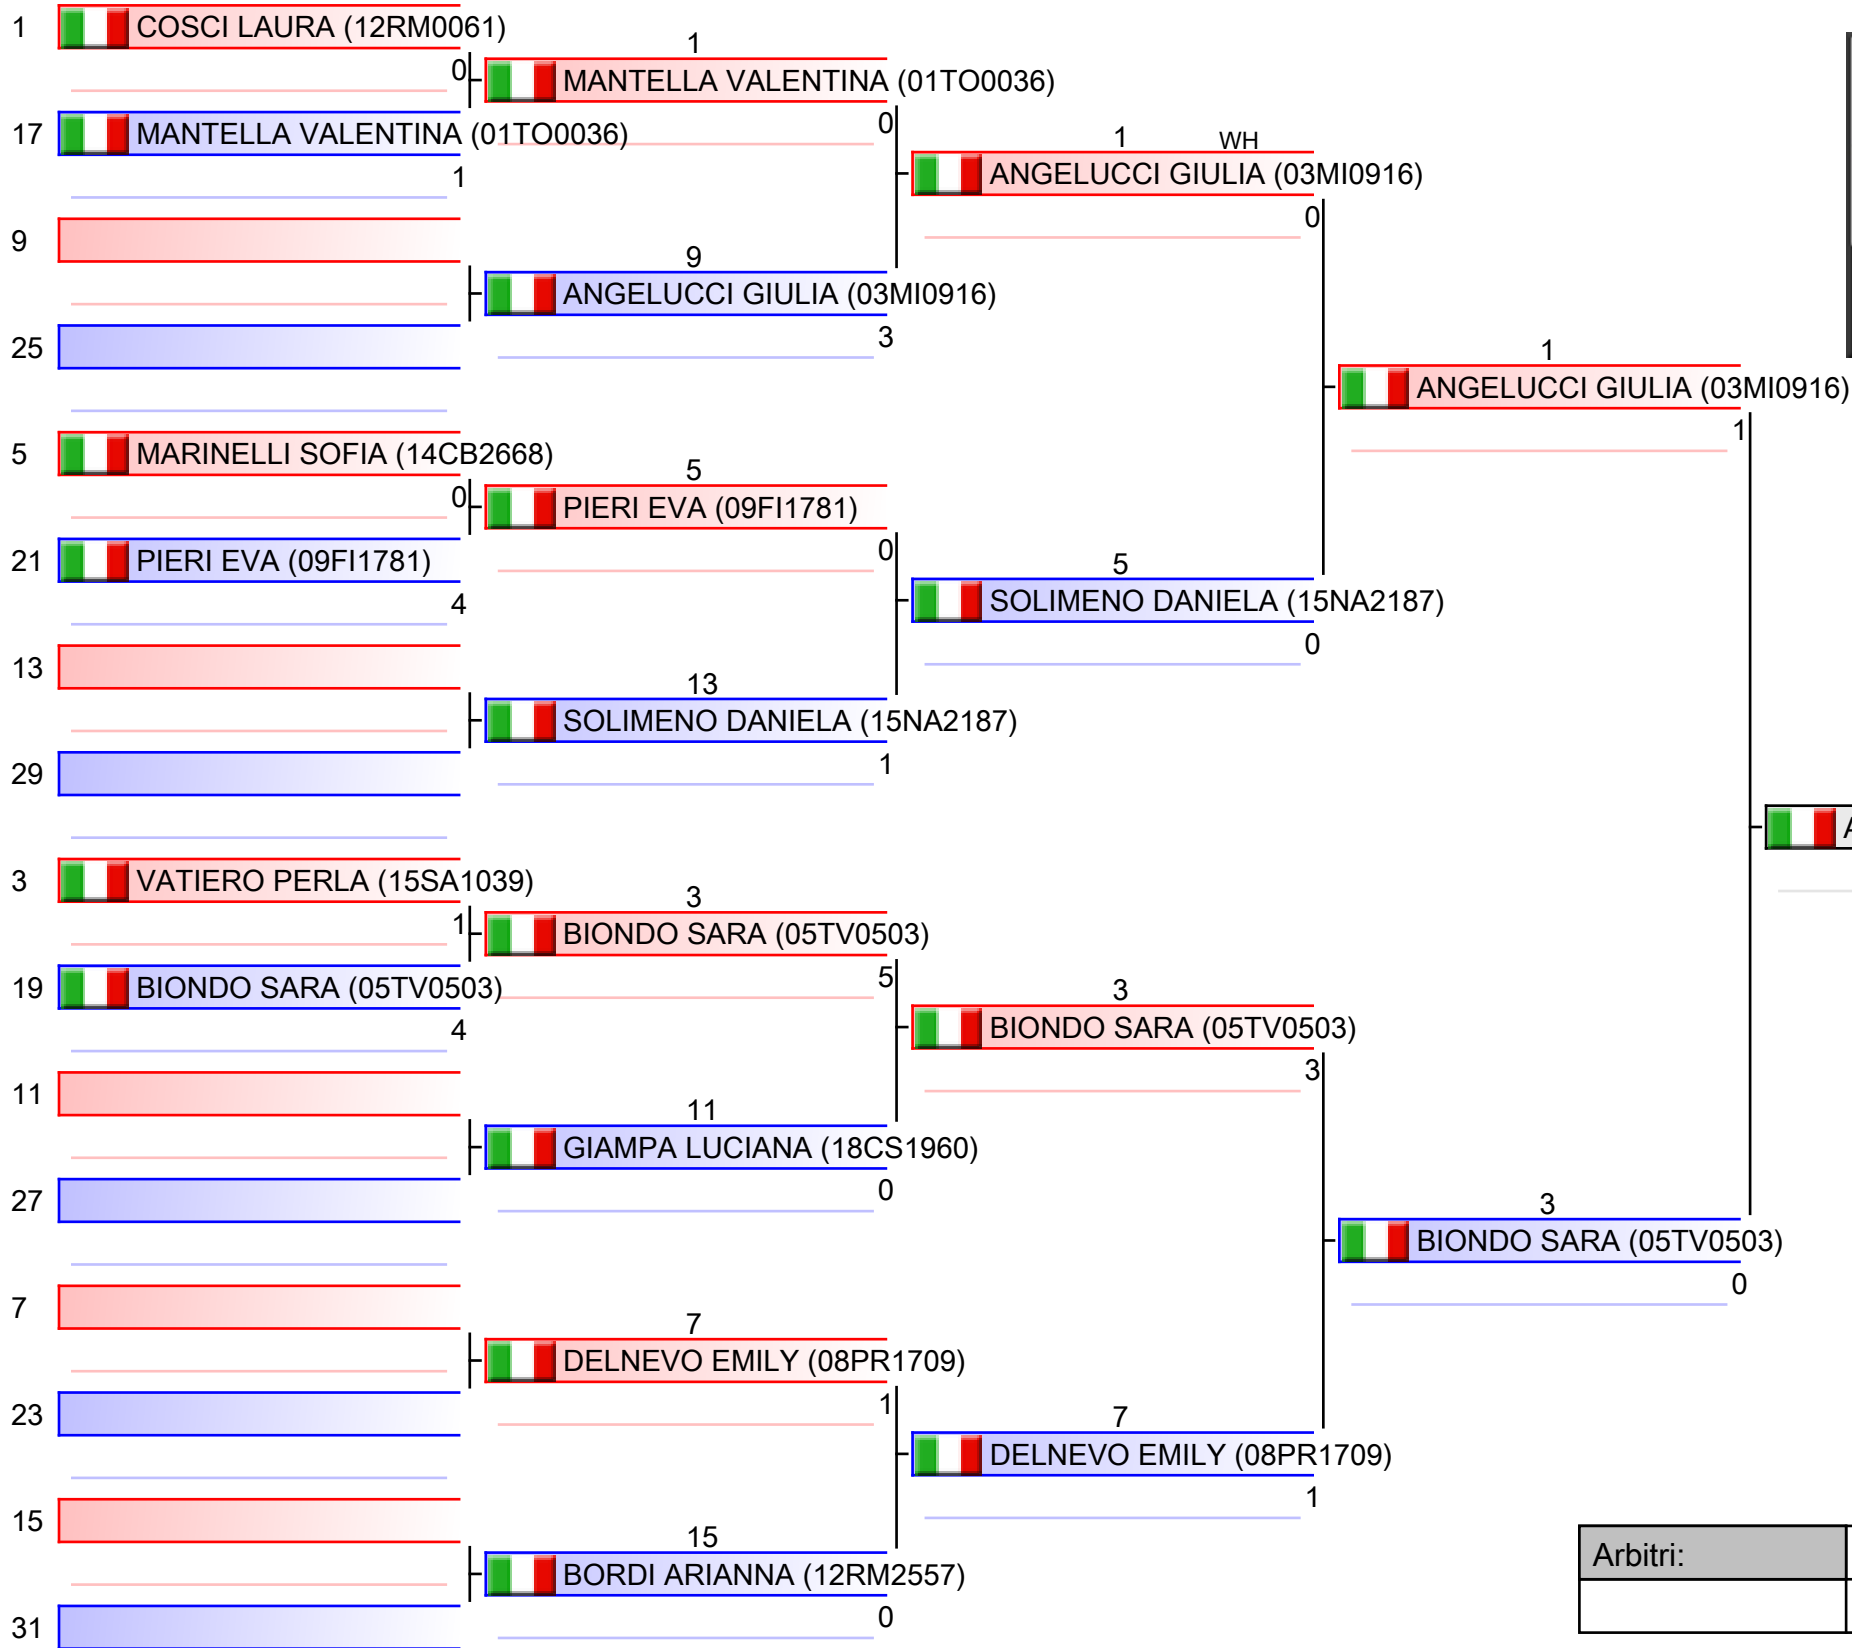 1 COSCI LAURA (12RM0061)
0
17 MANTELLA VALENTINA (01TO0036)
1
9
25
5 MARINELLI SOFIA (14CB2668)
0
21 PIERI EVA (09FI1781)
4
13
29
3 VATIERO PERLA (15SA1039)
1
19 BIONDO SARA (05TV0503)
4
11
27
7
23
15
31
1
MANTELLA VALENTINA (01TO0036)
0
9
ANGELUCCI GIULIA (03MI0916)
3
5
PIERI EVA (09FI1781)
0
13
SOLIMENO DANIELA (15NA2187)
1
3
BIONDO SARA (05TV0503)
5
11
GIAMPA LUCIANA (18CS1960)
0
7
DELNEVO EMILY (08PR1709)
1
15
BORDI ARIANNA (12RM2557)
0
1 WH
ANGELUCCI GIULIA (03MI0916)
0
5
SOLIMENO DANIELA (15NA2187)
0
3
BIONDO SARA (05TV0503)
3
7
DELNEVO EMILY (08PR1709)
1
1
ANGELUCCI GIULIA (03MI0916)
1
3
BIONDO SARA (05TV0503)
0
Arbitri: